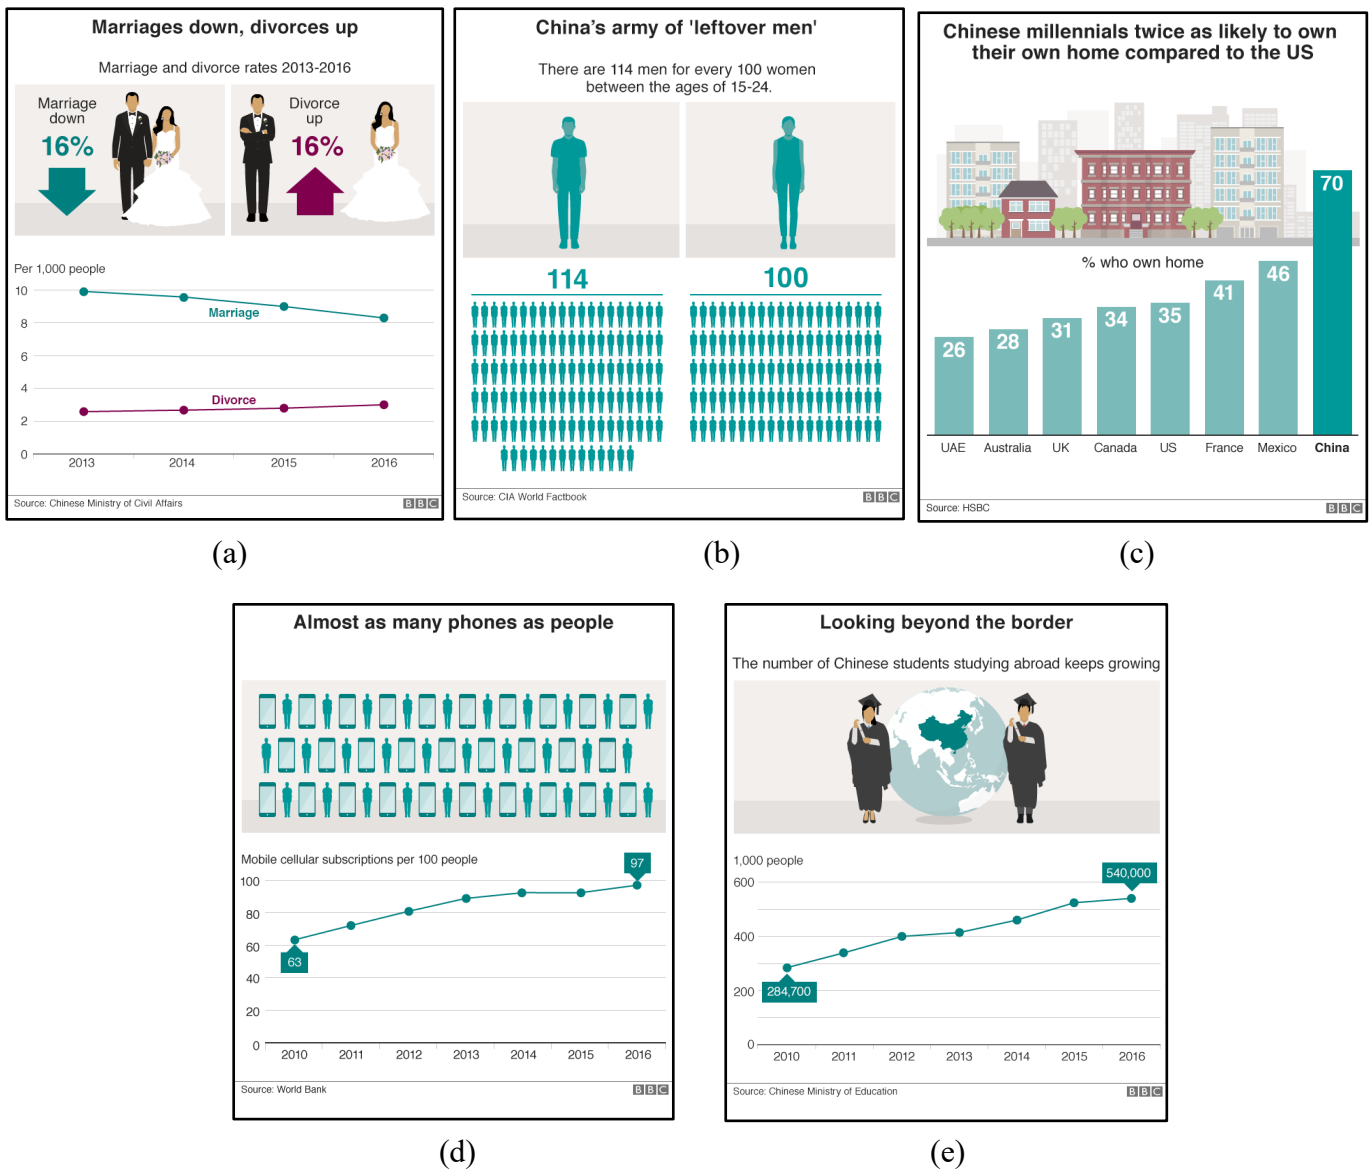 Marriages down, divorces up
Marriage and divorce rates 2013-2016
Marriage
down
16%
Divorce
up
16%
Per 1,000 people
10
8
6
4
2
0
Marriage
Divorce
2013
2014
2015
2016
Source: Chinese Ministry of Civil Affairs
BBC
(a)
China's army of 'leftover men'
There are 114 men for every 100 women
between the ages of 15-24.
114
100
Source: CIA World Factbook
BBC
(b)
Chinese millennials twice as likely to own
their own home compared to the US
% who own home
26
28
31
34
35
41
46
70
UAE
Australia
UK
Canada
US
France
Mexico
China
Source: HSBC
BBC
(c)
Almost as many phones as people
Mobile cellular subscriptions per 100 people
100
80
60
40
20
0
63
97
2010
2011
2012
2013
2014
2015
2016
Source: World Bank
BBC
(d)
Looking beyond the border
The number of Chinese students studying abroad keeps growing
1,000 people
600
400
200
0
284,700
540,000
2010
2011
2012
2013
2014
2015
2016
Source: Chinese Ministry of Education
BBC
(e)